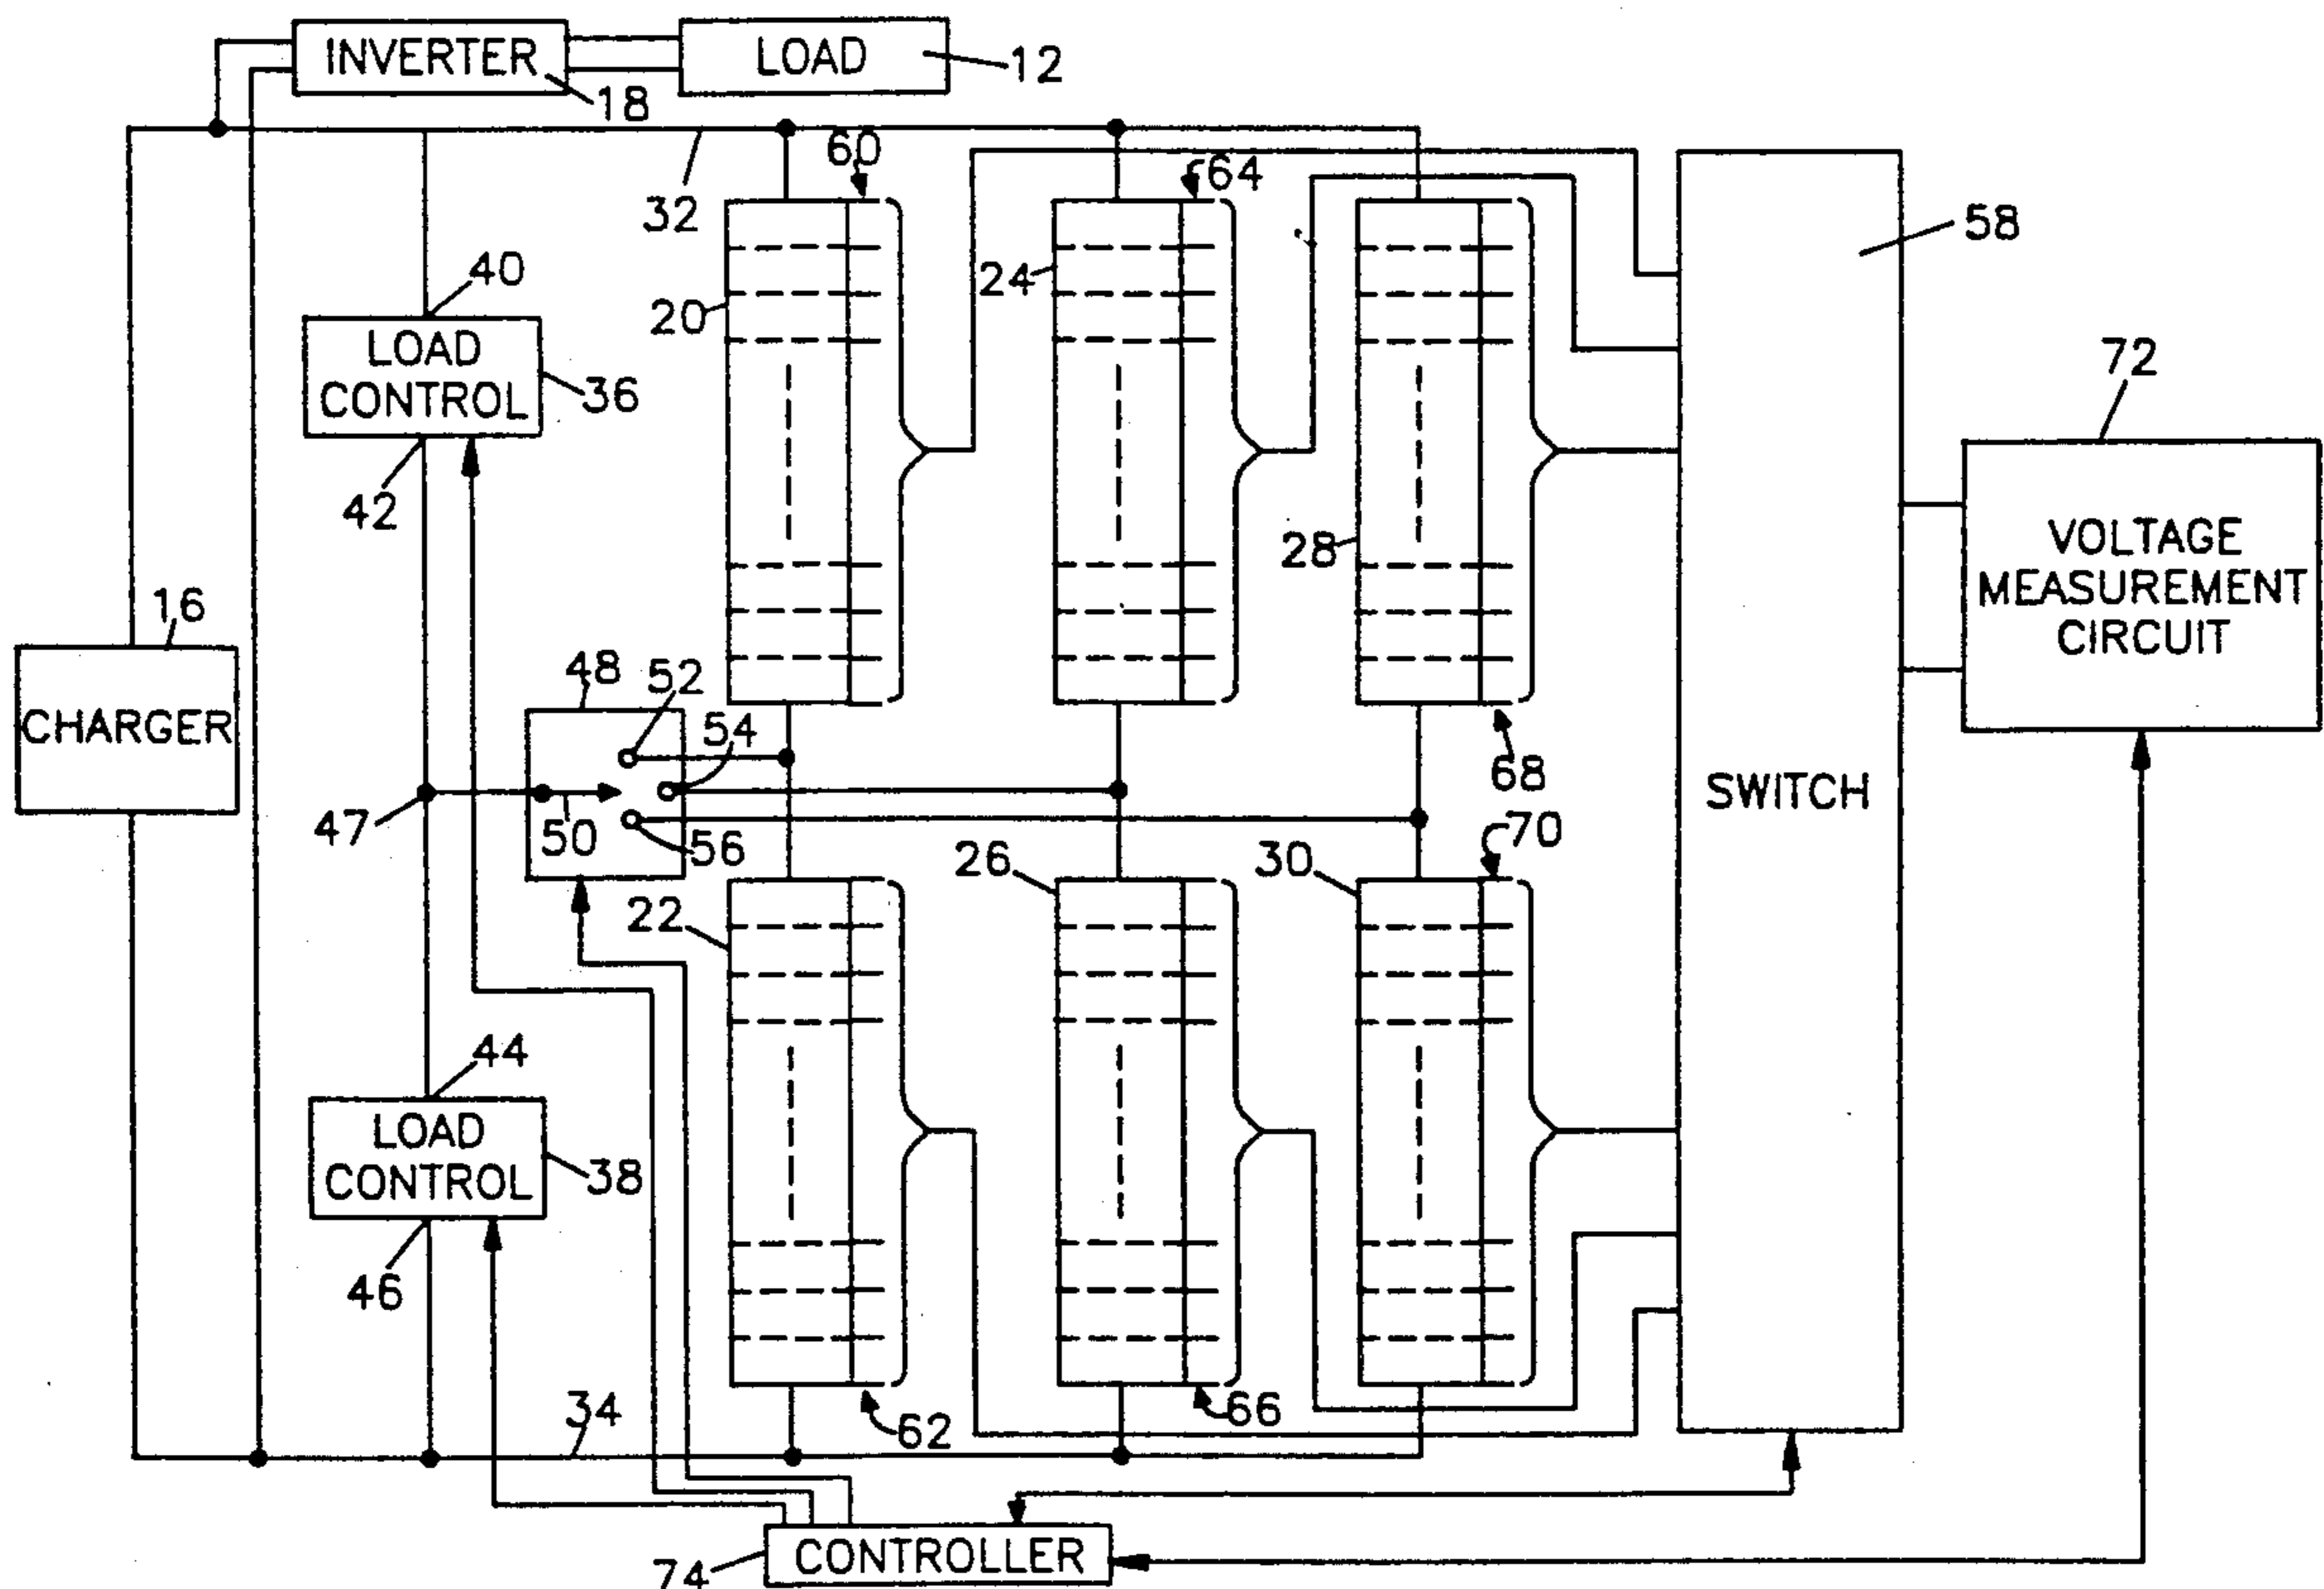 INVERTER
LOAD
12
18
32
60
64
58
40
20
24
LOAD
CONTROL
36
72
42
28
VOLTAGE
MEASUREMENT
CIRCUIT
16
CHARGER
48
52
54
68
SWITCH
47
50
56
70
22
26
30
44
LOAD
CONTROL
38
46
34
62
66
CONTROLLER
74